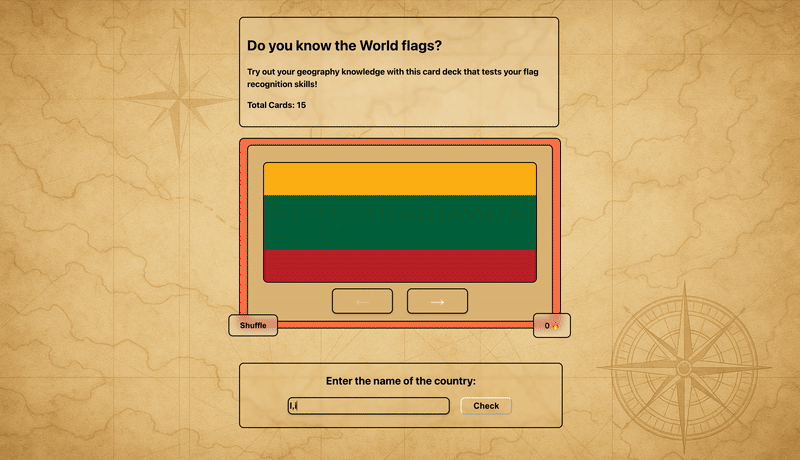 N
Do you know the World flags?
Try out your geography knowledge with this card deck that tests your flag
recognition skills!
Total Cards: 15
← →
Shuffle
0 🔥
Enter the name of the country:
l,i
Check